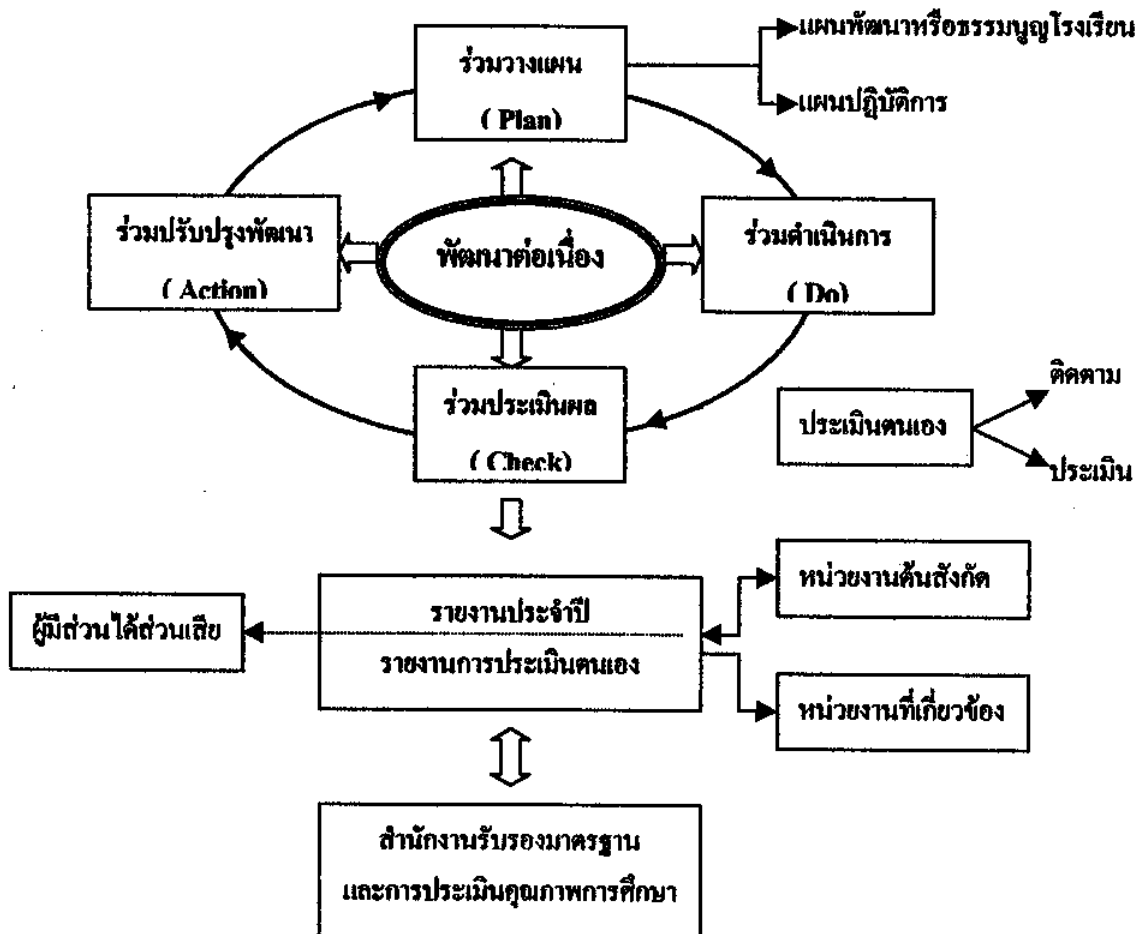 ร่วมวางแผน
( Plan)
แผนพัฒนาหรือธรรมนูญโรงเรียน
แผนปฏิบัติการ
ร่วมปรับปรุงพัฒนา
( Action)
พัฒนาต่อเนื่อง
ร่วมดำเนินการ
( Do)
ร่วมประเมินผล
( Check)
ประเมินตนเอง
ติดตาม
ประเมิน
รายงานประจำปี
รายงานการประเมินตนเอง
ผู้มีส่วนได้ส่วนเสีย
หน่วยงานต้นสังกัด
หน่วยงานที่เกี่ยวข้อง
สำนักงานรับรองมาตรฐาน
และการประเมินคุณภาพการศึกษา